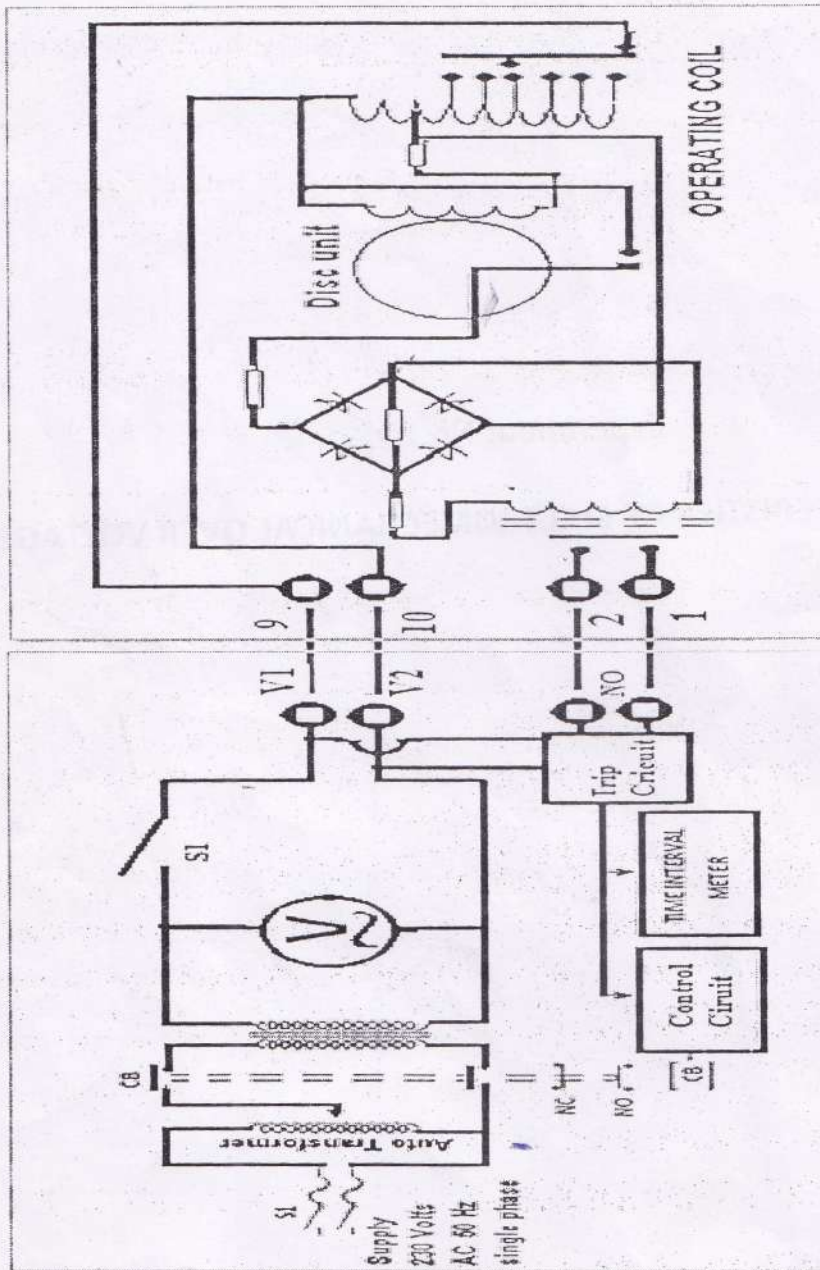 S1
Supply
230 Volts
AC 50 Hz
single phase
Auto Transformer
CB
NC
NO
CB
V
S1
Control
Ciruit
TIME INTERVAL
METER
Trip
Cricuit
V1
V2
NO
9
10
2
1
Disc unit
OPERATING COIL